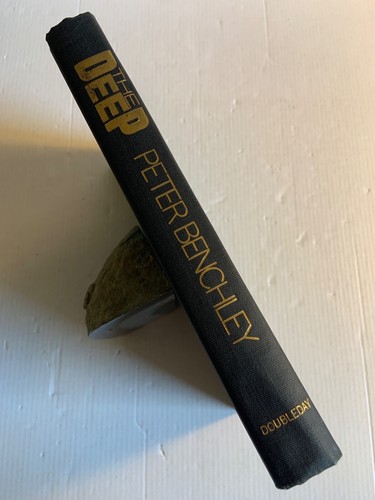 THE
DEEP
PETER BENCHLEY
DOUBLEDAY